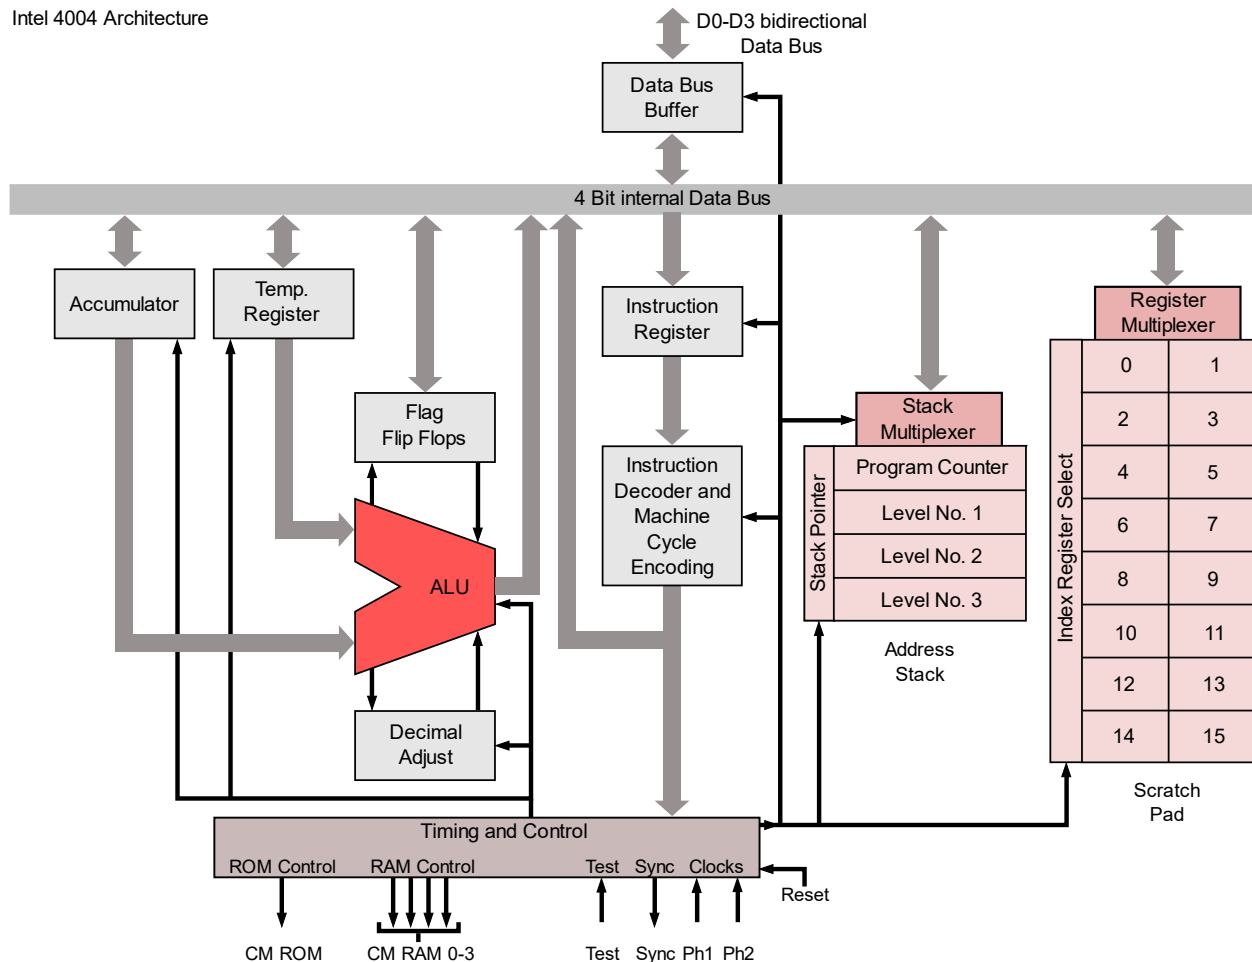 Intel 4004 Architecture
D0-D3 bidirectional
Data Bus
Data Bus
Buffer
4 Bit internal Data Bus
Accumulator
Temp.
Register
Instruction
Register
Register
Multiplexer
Flag
Flip Flops
Stack
Multiplexer
Instruction
Decoder and
Machine
Cycle
Encoding
Stack Pointer
Program Counter
Level No. 1
Level No. 2
Level No. 3
Address
Stack
Index Register Select
0 1
2 3
4 5
6 7
8 9
10 11
12 13
14 15
Scratch
Pad
ALU
Decimal
Adjust
Timing and Control
ROM Control RAM Control Test Sync Clocks
Reset
CM ROM CM RAM 0-3 Test Sync Ph1 Ph2